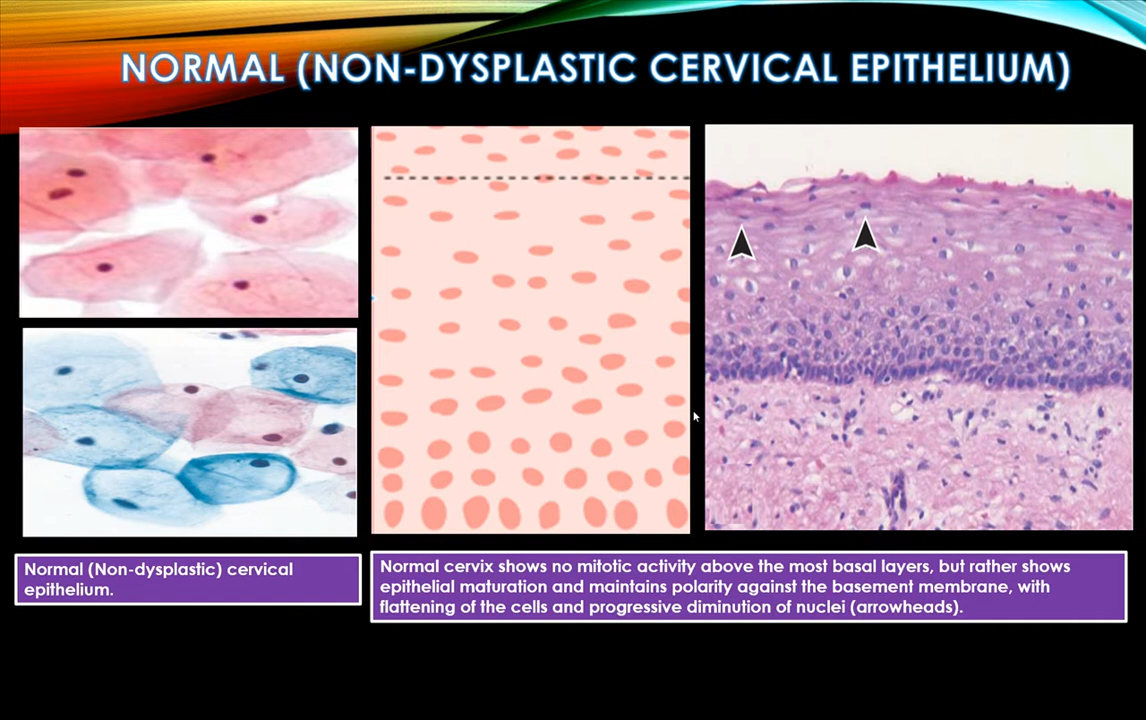 NORMAL (NON-DYSPLASTIC CERVICAL EPITHELIUM)
Normal (Non-dysplastic) cervical
epithelium.
Normal cervix shows no mitotic activity above the most basal layers, but rather shows
epithelial maturation and maintains polarity against the basement membrane, with
flattening of the cells and progressive diminution of nuclei (arrowheads).